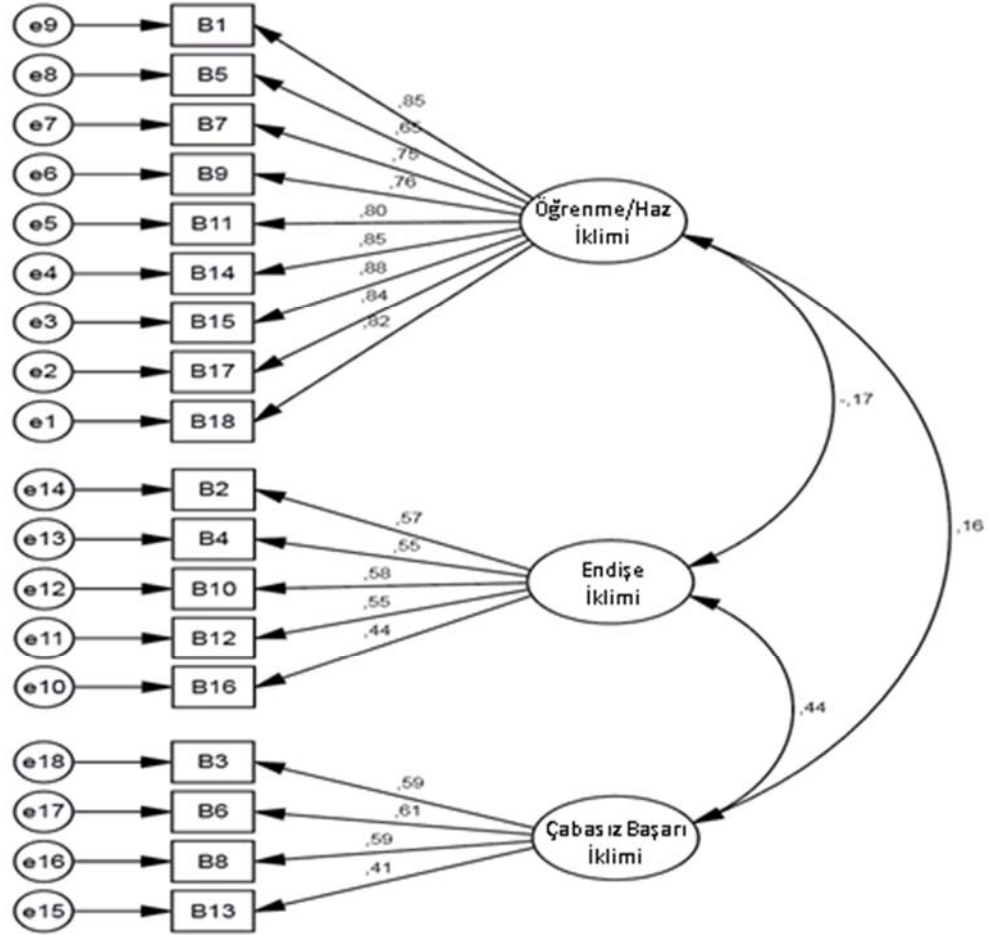 e9 B1
e8 B5
e7 B7
e6 B9
e5 B11
e4 B14
e3 B15
e2 B17
e1 B18
,85
,65
,75
,76
,80
,85
,88
,84
,82
Öğrenme/Haz
İklimi
-,17
,16
e14 B2
e13 B4
e12 B10
e11 B12
e10 B16
,57
,55
,58
,55
,44
Endişe
İklimi
,44
e18 B3
e17 B6
e16 B8
e15 B13
,59
,61
,59
,41
Çabasız Başarı
İklimi